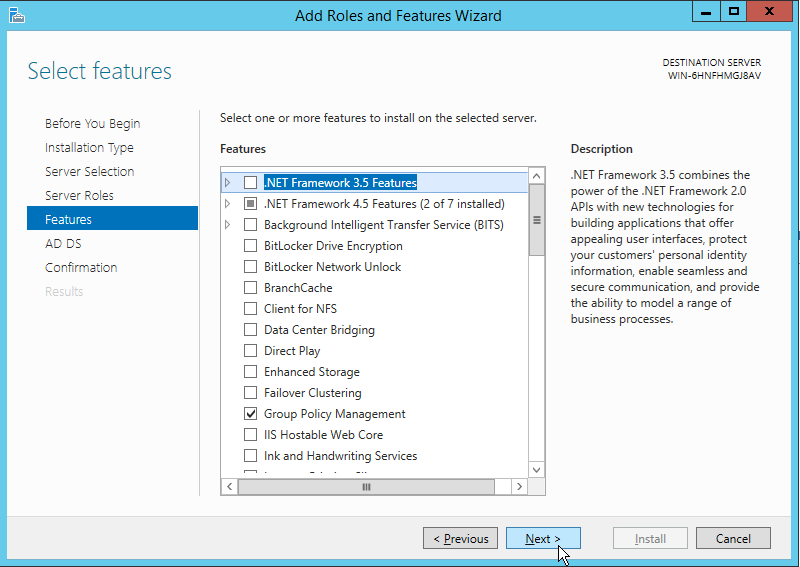 Add Roles and Features Wizard
Select features
DESTINATION SERVER
WIN-6HNFHMGJ8AV
Before You Begin
Installation Type
Server Selection
Server Roles
Features
AD DS
Confirmation
Results
Select one or more features to install on the selected server.
Features
.NET Framework 3.5 Features
.NET Framework 4.5 Features (2 of 7 installed)
Background Intelligent Transfer Service (BITS)
BitLocker Drive Encryption
BitLocker Network Unlock
BranchCache
Client for NFS
Data Center Bridging
Direct Play
Enhanced Storage
Failover Clustering
Group Policy Management
IIS Hostable Web Core
Ink and Handwriting Services
Description
.NET Framework 3.5 combines the
power of the .NET Framework 2.0
APIs with new technologies for
building applications that offer
appealing user interfaces, protect
your customers' personal identity
information, enable seamless and
secure communication, and provide
the ability to model a range of
business processes.
< Previous
Next >
Install
Cancel